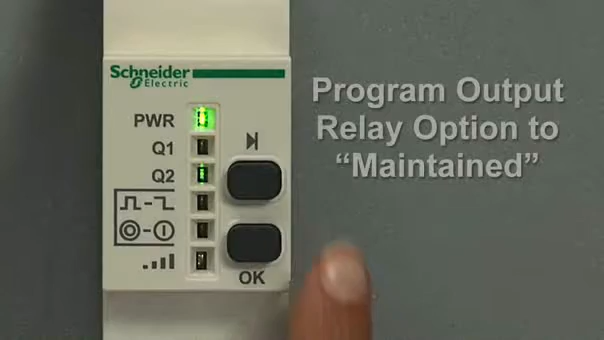 Schneider
Electric
PWR
Q1
Q2
OK
Program Output
Relay Option to
“Maintained”